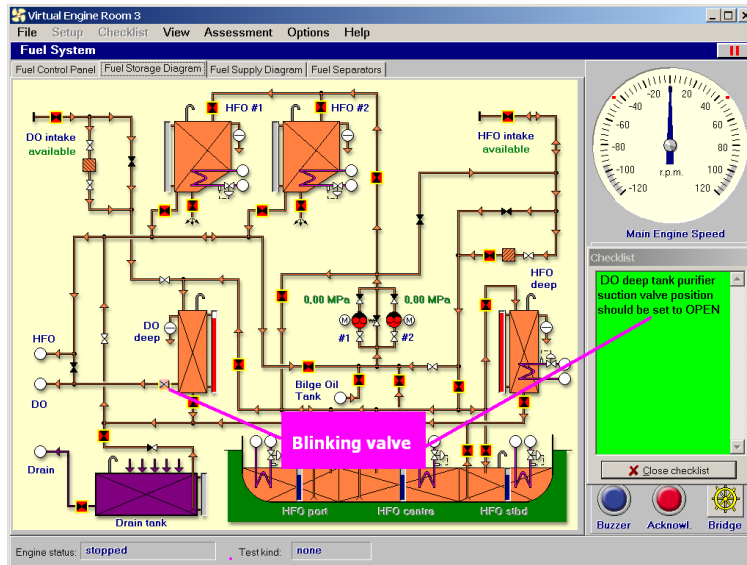 Virtual Engine Room 3
File Setup Checklist View Assessment Options Help
Fuel System
Fuel Control Panel Fuel Storage Diagram Fuel Supply Diagram Fuel Separators
DO intake
available
HFO #1
HFO #2
HFO intake
available
0,00 MPa
0,00 MPa
M
M
#1
#2
HFO
deep
DO
deep
HFO
DO
Bilge Oil
Tank
Drain
Drain tank
HFO port
HFO centre
HFO stbd
Blinking valve
-20 0 20
-40 40
-60 60
-80 80
-100 r.p.m. 100
-120 120
Main Engine Speed
Checklist
DO deep tank purifier
suction valve position
should be set to OPEN
Close checklist
Buzzer Acknowl. Bridge
Engine status: stopped Test kind: none